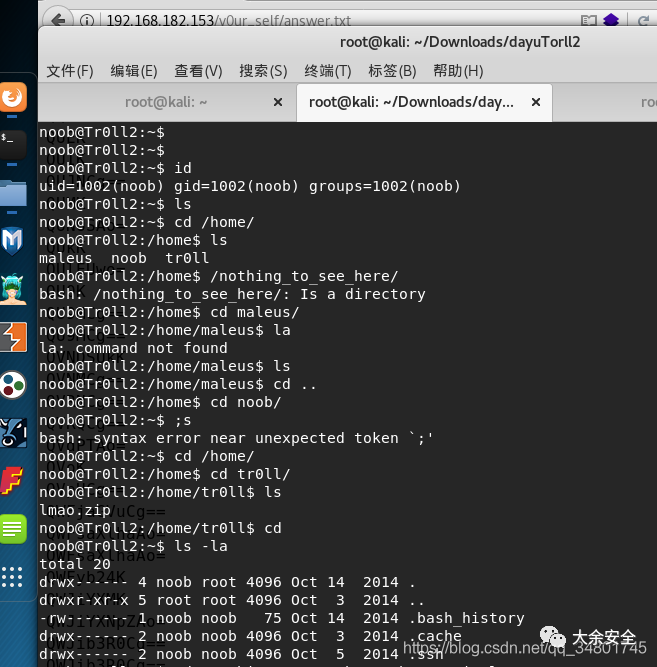 192.168.182.153/y0ur_self/answer.txt
root@kali: ~/Downloads/dayuTorll2
文件(F) 编辑(E) 查看(V) 搜索(S) 终端(T) 标签(B) 帮助(H)
root@kali: ~ × root@kali: ~/Downloads/day... × ro
noob@Tr0ll2:~$
noob@Tr0ll2:~$
noob@Tr0ll2:~$ id
uid=1002(noob) gid=1002(noob) groups=1002(noob)
noob@Tr0ll2:~$ ls
noob@Tr0ll2:~$ cd /home/
noob@Tr0ll2:/home$ ls
maleus noob tr0ll
noob@Tr0ll2:/home$ /nothing_to_see_here/
bash: /nothing_to_see_here/: Is a directory
noob@Tr0ll2:/home$ cd maleus/
noob@Tr0ll2:/home/maleus$ la
la: command not found
noob@Tr0ll2:/home/maleus$ ls
noob@Tr0ll2:/home/maleus$ cd ..
noob@Tr0ll2:/home$ cd noob/
noob@Tr0ll2:~$ ;s
bash: syntax error near unexpected token `;'
noob@Tr0ll2:~$ cd /home/
noob@Tr0ll2:/home$ cd tr0ll/
noob@Tr0ll2:/home/tr0ll$ ls
lmao.zip
noob@Tr0ll2:/home/tr0ll$ cd
noob@Tr0ll2:~$ ls -la
total 20
drwx------ 4 noob root 4096 Oct 14 2014 .
drwxr-xr-x 5 root root 4096 Oct 3 2014 ..
-rw------- 1 noob noob 75 Oct 14 2014 .bash_history
drwx------ 2 noob noob 4096 Oct 3 2014 .cache
drwx------ 2 noob noob 4096 Oct 5 2014 .ssh
大余安全
https://blog.csdn.net/qq_34801745